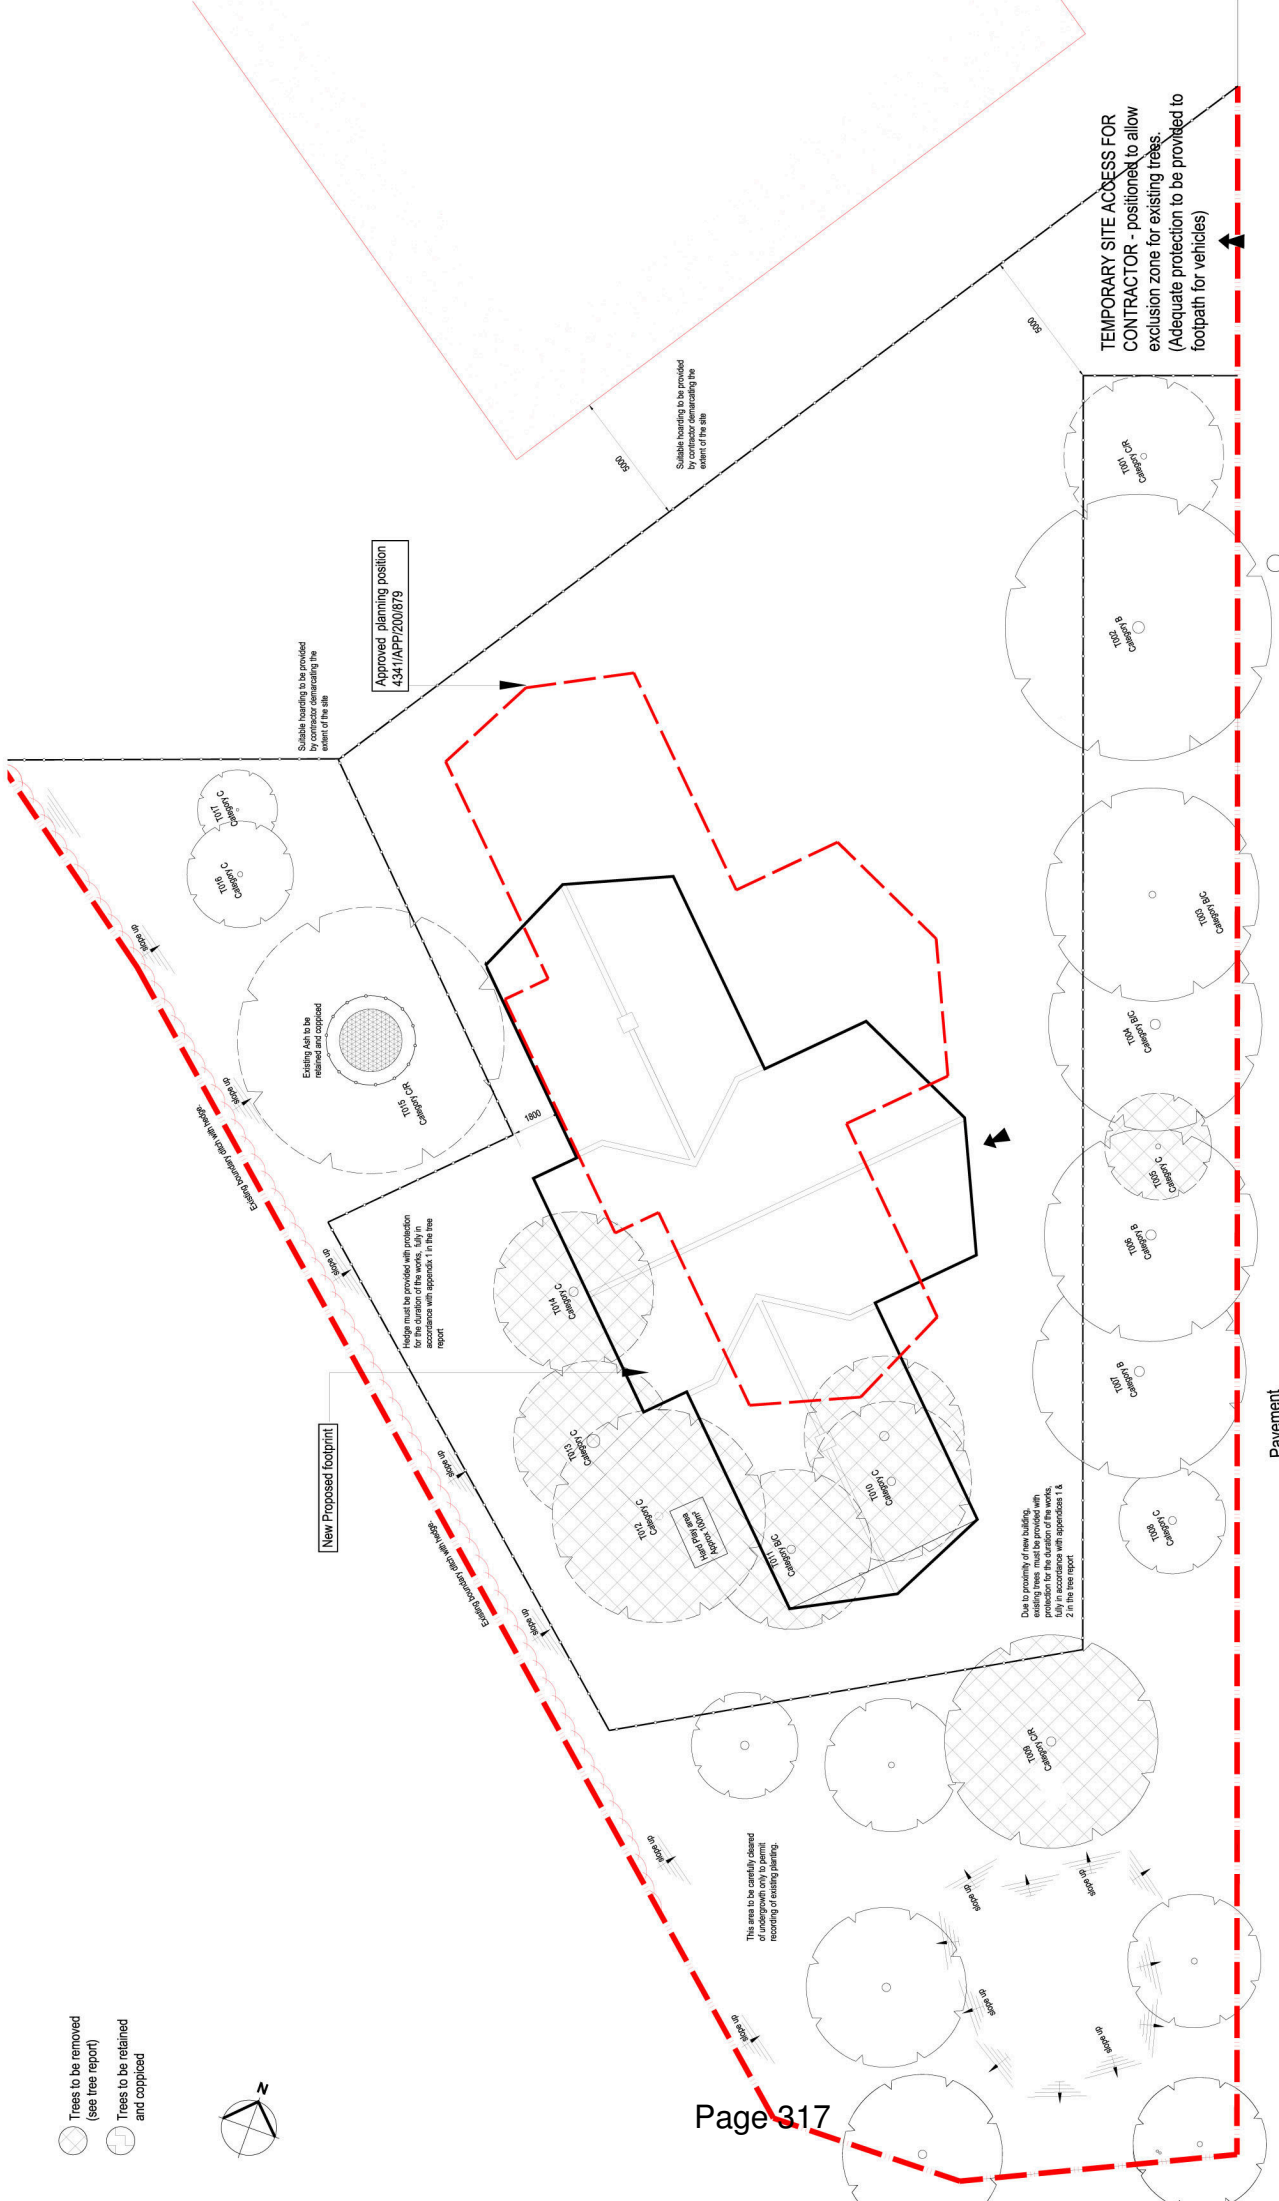 TEMPORARY SITE ACCESS FOR
CONTRACTOR - positioned to allow
exclusion zone for existing trees.
(Adequate protection to be provided to
footpath for vehicles)
5000
5000
Suitable hoarding to be provided
by contractor demarcating the
extent of the site
Approved planning position
4341/APP/200/879
Suitable hoarding to be provided
by contractor demarcating the
extent of the site
T001
Category C/R
T002
Category B
T003
Category B/C
T004
Category B/C
T005
Category C
T006
Category B
T007
Category B
T008
Category C
T017
Category C
T016
Category C
slope up
Existing Ash to be
retained and coppiced
T015
Category C/R
slope up
Existing boundary ditch with hedge.
1800
slope up
Hedge must be provided with protection
for the duration of the works, fully in
accordance with appendix 1 in the tree
report
T014
Category C
New Proposed footprint
T013
Category C
T012
Category C
Hard Play area
Approx 100m²
T011
Category B/C
T010
Category C
slope up
Existing boundary ditch with hedge.
slope up
Due to proximity of new building,
existing trees must be provided with
protection for the duration of the works,
fully in accordance with appendices 1 &
2 in the tree report
Pavement
T009
Category C/R
slope up
This area to be carefully cleared
of undergrowth only to permit
recording of existing planting.
slope up
slope up
slope up
slope up
slope up
Trees to be removed
(see tree report)
Trees to be retained
and coppiced
N
Page 317